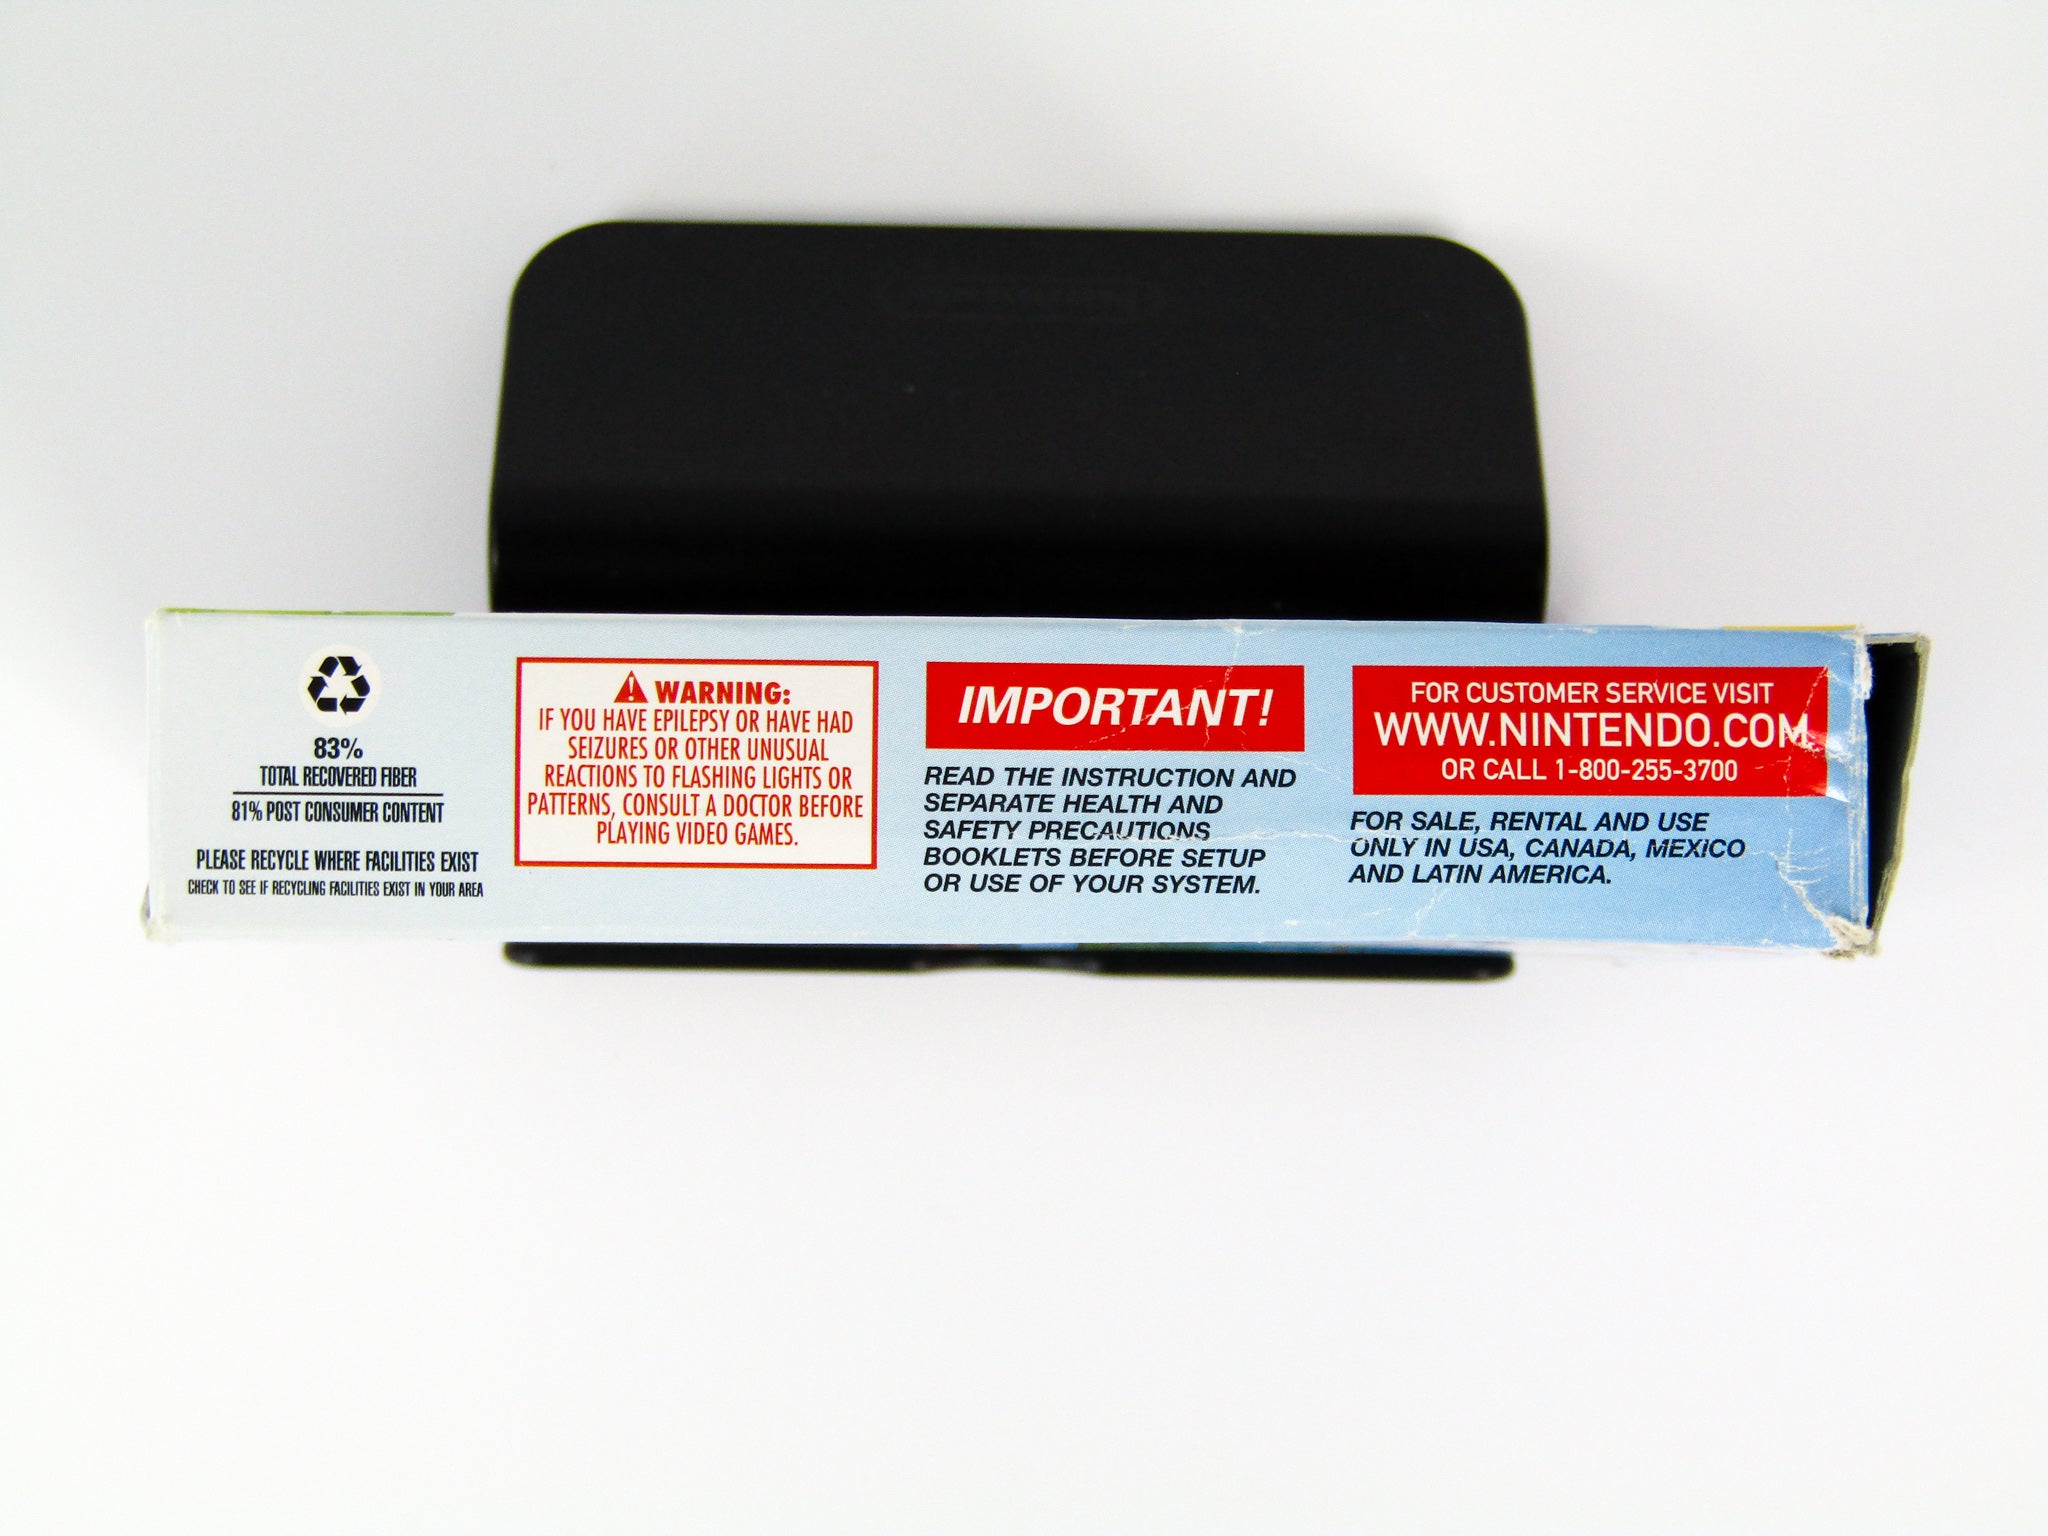 83%
TOTAL RECOVERED FIBER
81% POST CONSUMER CONTENT
PLEASE RECYCLE WHERE FACILITIES EXIST
CHECK TO SEE IF RECYCLING FACILITIES EXIST IN YOUR AREA
WARNING:
IF YOU HAVE EPILEPSY OR HAVE HAD
SEIZURES OR OTHER UNUSUAL
REACTIONS TO FLASHING LIGHTS OR
PATTERNS, CONSULT A DOCTOR BEFORE
PLAYING VIDEO GAMES.
IMPORTANT!
READ THE INSTRUCTION AND
SEPARATE HEALTH AND
SAFETY PRECAUTIONS
BOOKLETS BEFORE SETUP
OR USE OF YOUR SYSTEM.
FOR CUSTOMER SERVICE VISIT
WWW.NINTENDO.COM
OR CALL 1-800-255-3700
FOR SALE, RENTAL AND USE
ONLY IN USA, CANADA, MEXICO
AND LATIN AMERICA.